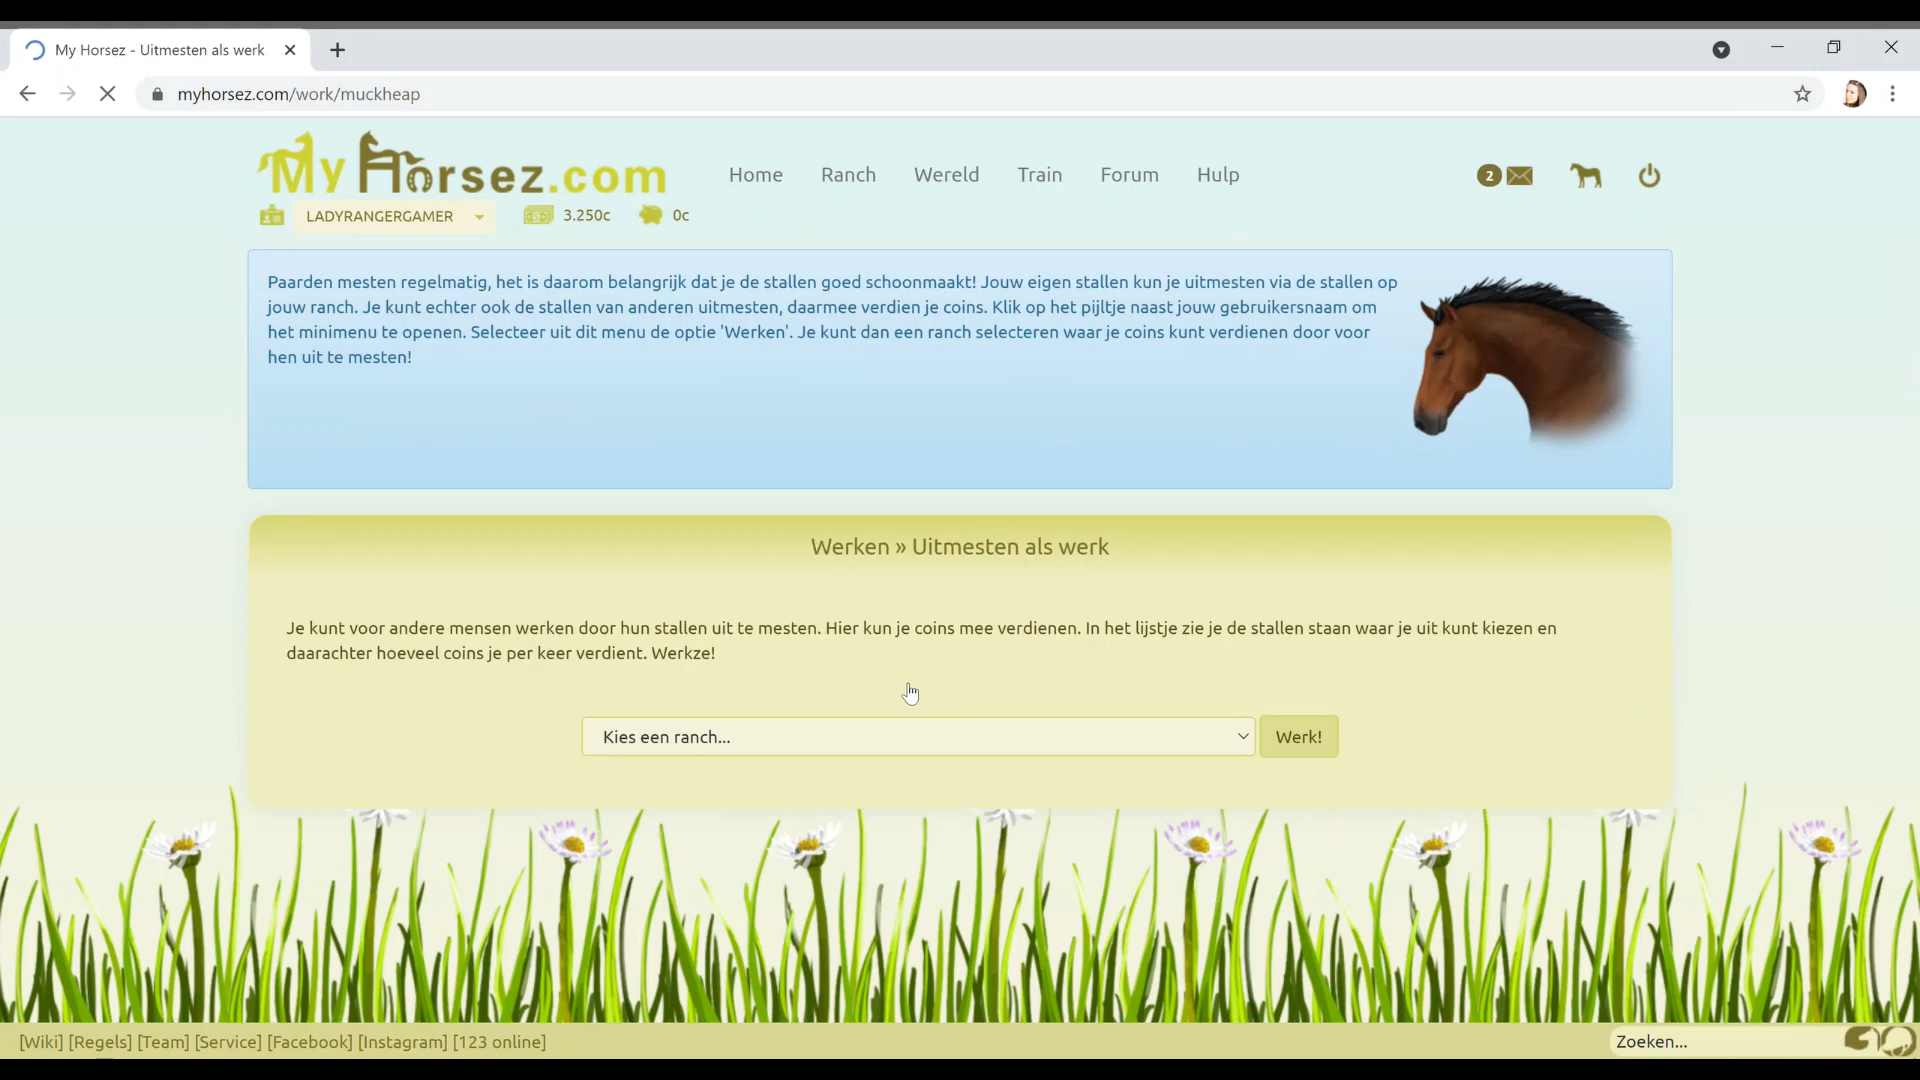 My Horsez - Uitmesten als werk
myhorsez.com/work/muckheap
My Horsez.com
Home Ranch Wereld Train Forum Hulp 2
LADYRANGERGAMER 3.250c 0c
Paarden mesten regelmatig, het is daarom belangrijk dat je de stallen goed schoonmaakt! Jouw eigen stallen kun je uitmesten via de stallen op
jouw ranch. Je kunt echter ook de stallen van anderen uitmesten, daarmee verdien je coins. Klik op het pijltje naast jouw gebruikersnaam om
het minimenu te openen. Selecteer uit dit menu de optie 'Werken'. Je kunt dan een ranch selecteren waar je coins kunt verdienen door voor
hen uit te mesten!
Werken » Uitmesten als werk
Je kunt voor andere mensen werken door hun stallen uit te mesten. Hier kun je coins mee verdienen. In het lijstje zie je de stallen staan waar je uit kunt kiezen en
daarachter hoeveel coins je per keer verdient. Werkze!
Kies een ranch... Werk!
[Wiki] [Regels] [Team] [Service] [Facebook] [Instagram] [123 online] Zoeken...